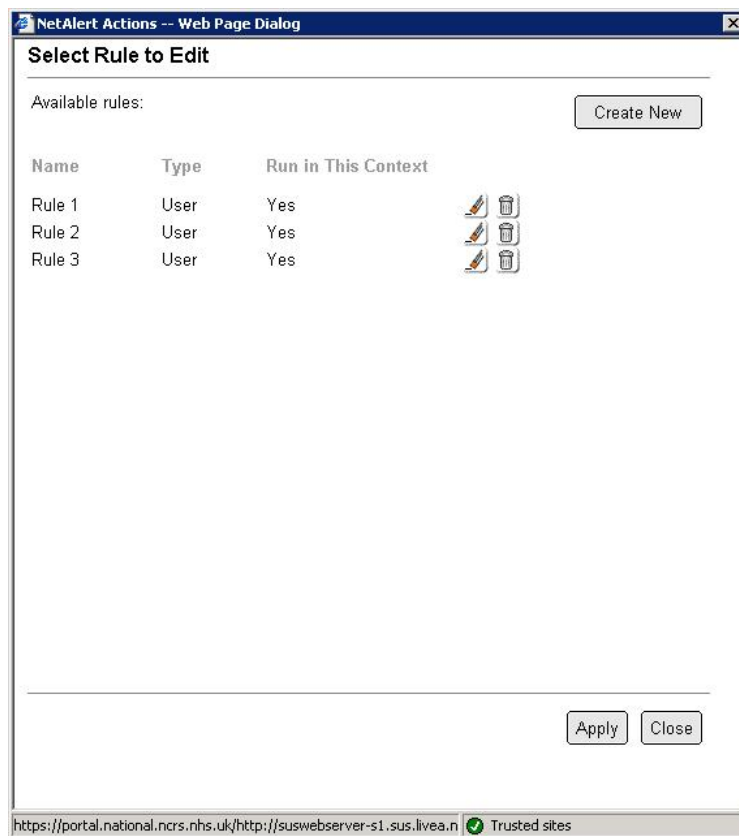 NetAlert Actions -- Web Page Dialog
Select Rule to Edit
Available rules:
Create New
Name Type Run in This Context
Rule 1 User Yes
Rule 2 User Yes
Rule 3 User Yes
Apply Close
https://portal.national.ncrs.nhs.uk/http://suswebserver-s1.sus.livea.n Trusted sites